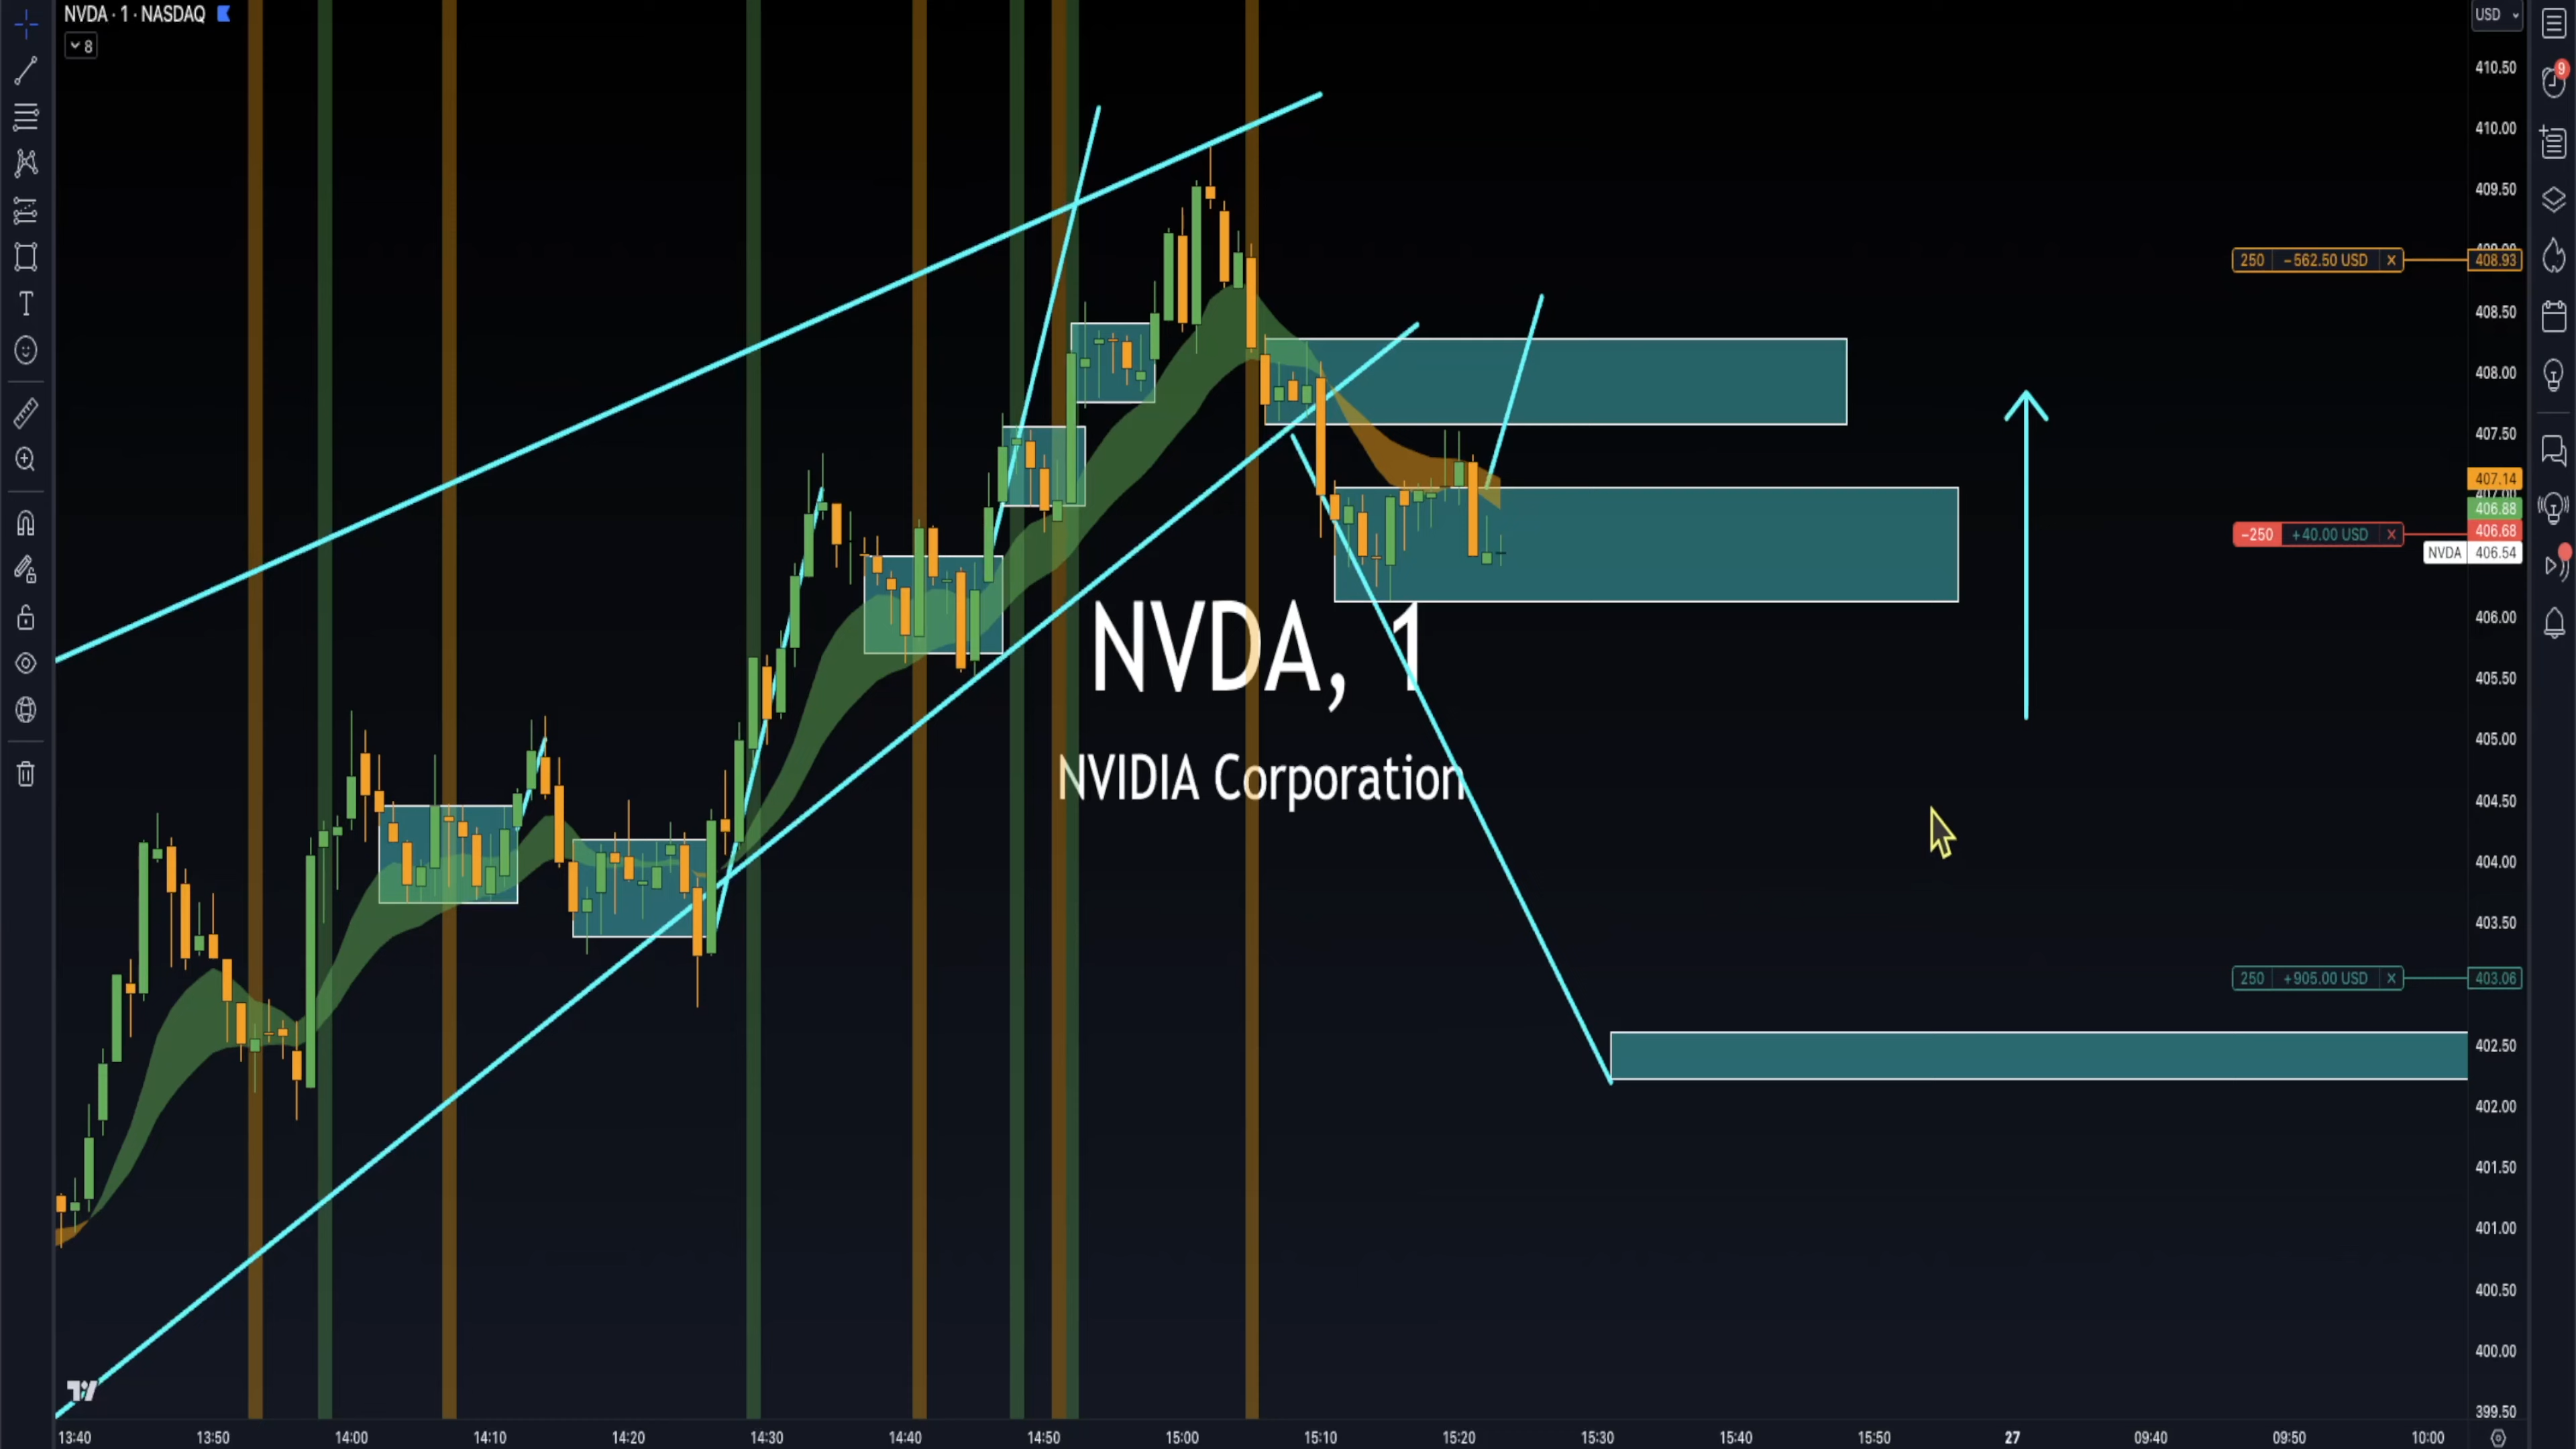 NVDA · 1 · NASDAQ
8
USD
410.50
410.00
409.50
250 −562.50 USD × 408.93
408.50
408.00
407.50
407.14
406.88
−250 +40.00 USD × 406.68
NVDA 406.54
406.00
405.50
405.00
404.50
404.00
403.50
250 +905.00 USD × 403.06
402.50
402.00
401.50
401.00
400.50
400.00
399.50
NVDA, 1
NVIDIA Corporation
9
13:40 13:50 14:00 14:10 14:20 14:30 14:40 14:50 15:00 15:10 15:20 15:30 15:40 15:50 27 09:40 09:50 10:00